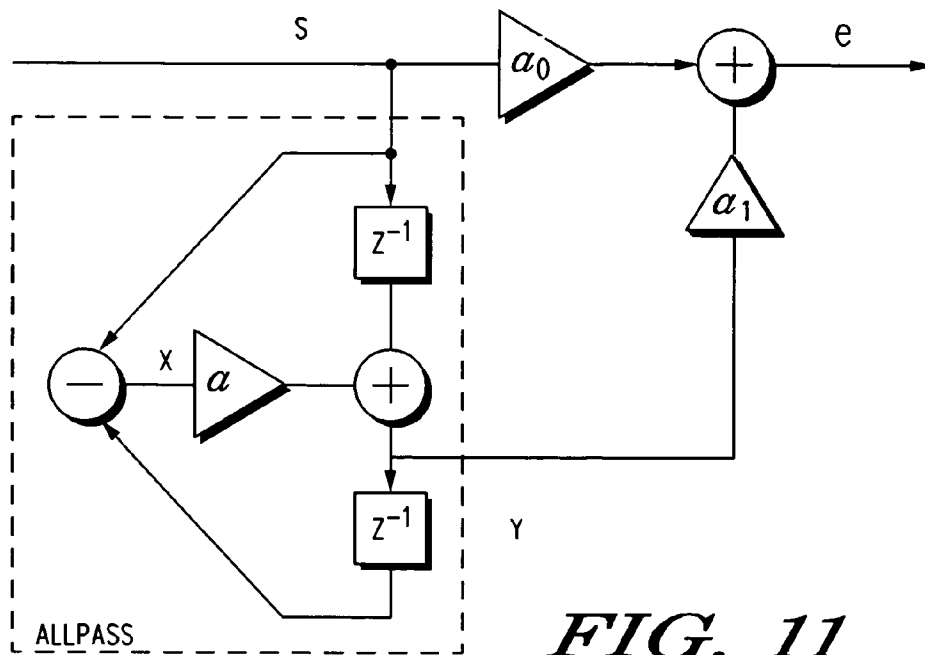 S
e
a₀
+
a₁
z⁻¹
X
a
−
+
z⁻¹
Y
ALLPASS
FIG. 11